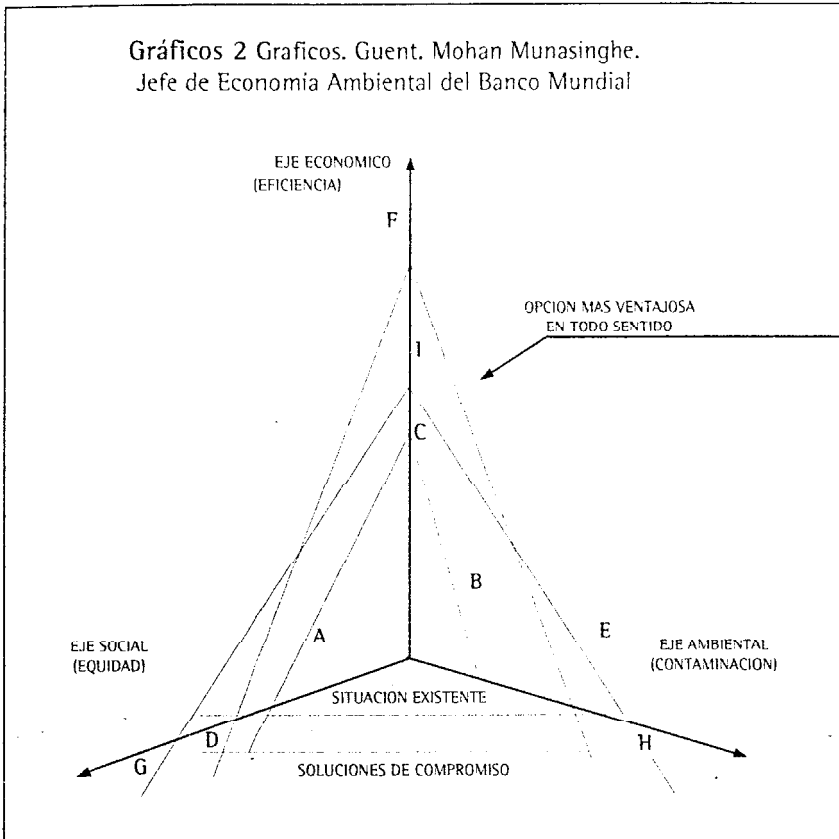 Gráficos 2 Graficos. Guent. Mohan Munasinghe.
Jefe de Economía Ambiental del Banco Mundial
EJE ECONOMICO
(EFICIENCIA)
F
OPCION MAS VENTAJOSA
EN TODO SENTIDO
I
C
B
A
E
EJE SOCIAL
(EQUIDAD)
EJE AMBIENTAL
(CONTAMINACION)
SITUACION EXISTENTE
D
H
G
SOLUCIONES DE COMPROMISO